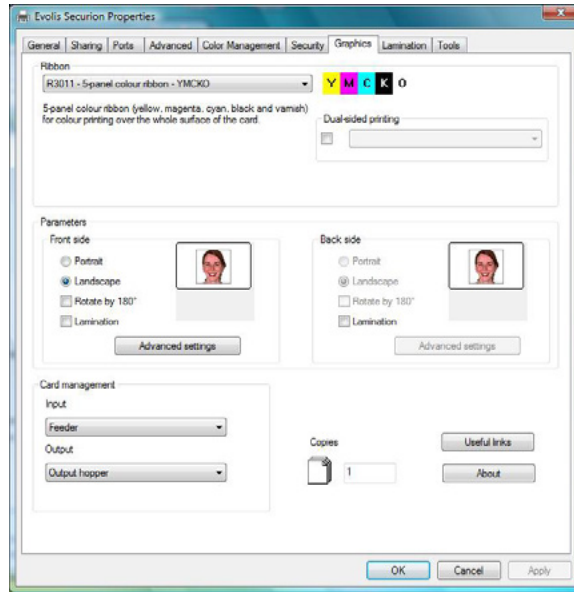 Evolis Securion Properties
General Sharing Ports Advanced Color Management Security Graphics Lamination Tools
Ribbon
R3011 - 5-panel colour ribbon - YMCKO
Y M C K O
5-panel colour ribbon (yellow, magenta, cyan, black and varnish)
for colour printing over the whole surface of the card.
Dual-sided printing
Parameters
Front side
Portrait
Landscape
Rotate by 180°
Lamination
Advanced settings
Back side
Portrait
Landscape
Rotate by 180°
Lamination
Advanced settings
Card management
Input
Feeder
Output
Output hopper
Copies
1
Useful links
About
OK Cancel Apply